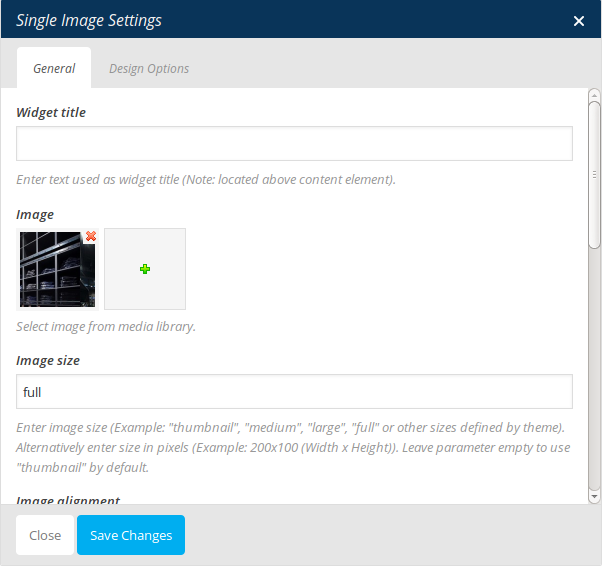 Single Image Settings
General
Design Options
Widget title
Enter text used as widget title (Note: located above content element).
Image
Select image from media library.
Image size
full
Enter image size (Example: "thumbnail", "medium", "large", "full" or other sizes defined by theme).
Alternatively enter size in pixels (Example: 200x100 (Width x Height)). Leave parameter empty to use
"thumbnail" by default.
Image alignment
Close
Save Changes